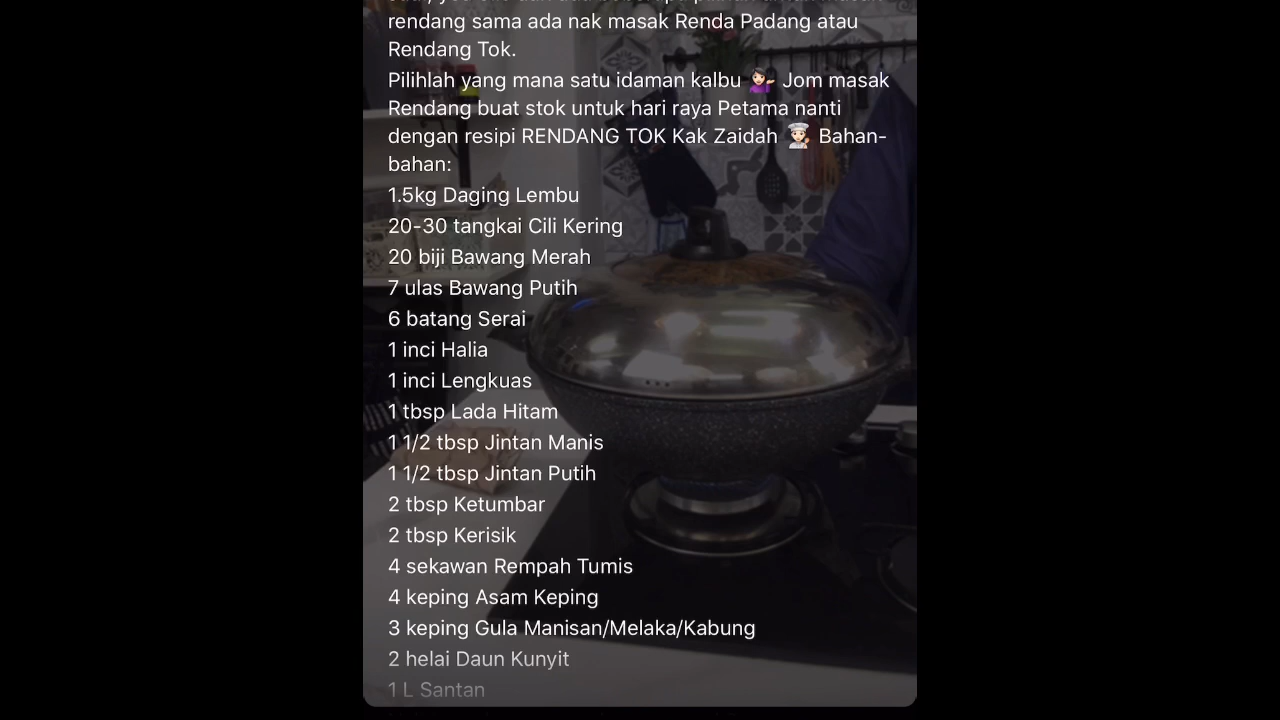 rendang sama ada nak masak Renda Padang atau
Rendang Tok.
Pilihlah yang mana satu idaman kalbu 💁🏻‍♀️ Jom masak
Rendang buat stok untuk hari raya Petama nanti
dengan resipi RENDANG TOK Kak Zaidah 👩🏻‍🍳 Bahan-
bahan:
1.5kg Daging Lembu
20-30 tangkai Cili Kering
20 biji Bawang Merah
7 ulas Bawang Putih
6 batang Serai
1 inci Halia
1 inci Lengkuas
1 tbsp Lada Hitam
1 1/2 tbsp Jintan Manis
1 1/2 tbsp Jintan Putih
2 tbsp Ketumbar
2 tbsp Kerisik
4 sekawan Rempah Tumis
4 keping Asam Keping
3 keping Gula Manisan/Melaka/Kabung
2 helai Daun Kunyit
1 L Santan